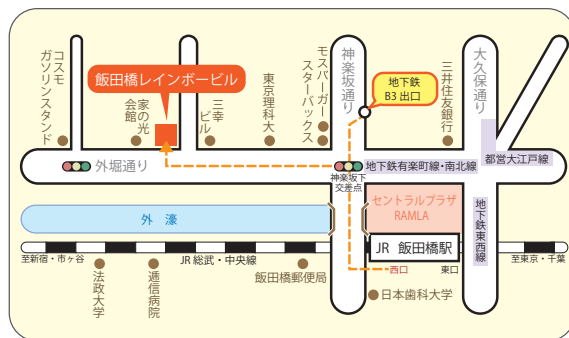 コスモ
ガソリンスタンド
飯田橋レインボービル
家の光
会館
三幸
ビル
東京理科大
モスバーガー
スターバックス
神楽坂通り
地下鉄
B3 出口
三井住友銀行
大久保通り
外堀通り
神楽坂下
交差点
地下鉄有楽町線・南北線
都営大江戸線
外 濠
セントラルプラザ
RAMLA
地下鉄東西線
JR 飯田橋駅
至新宿・市ヶ谷
JR 総武・中央線
西口
東口
至東京・千葉
法政大学
逓信病院
飯田橋郵便局
日本歯科大学